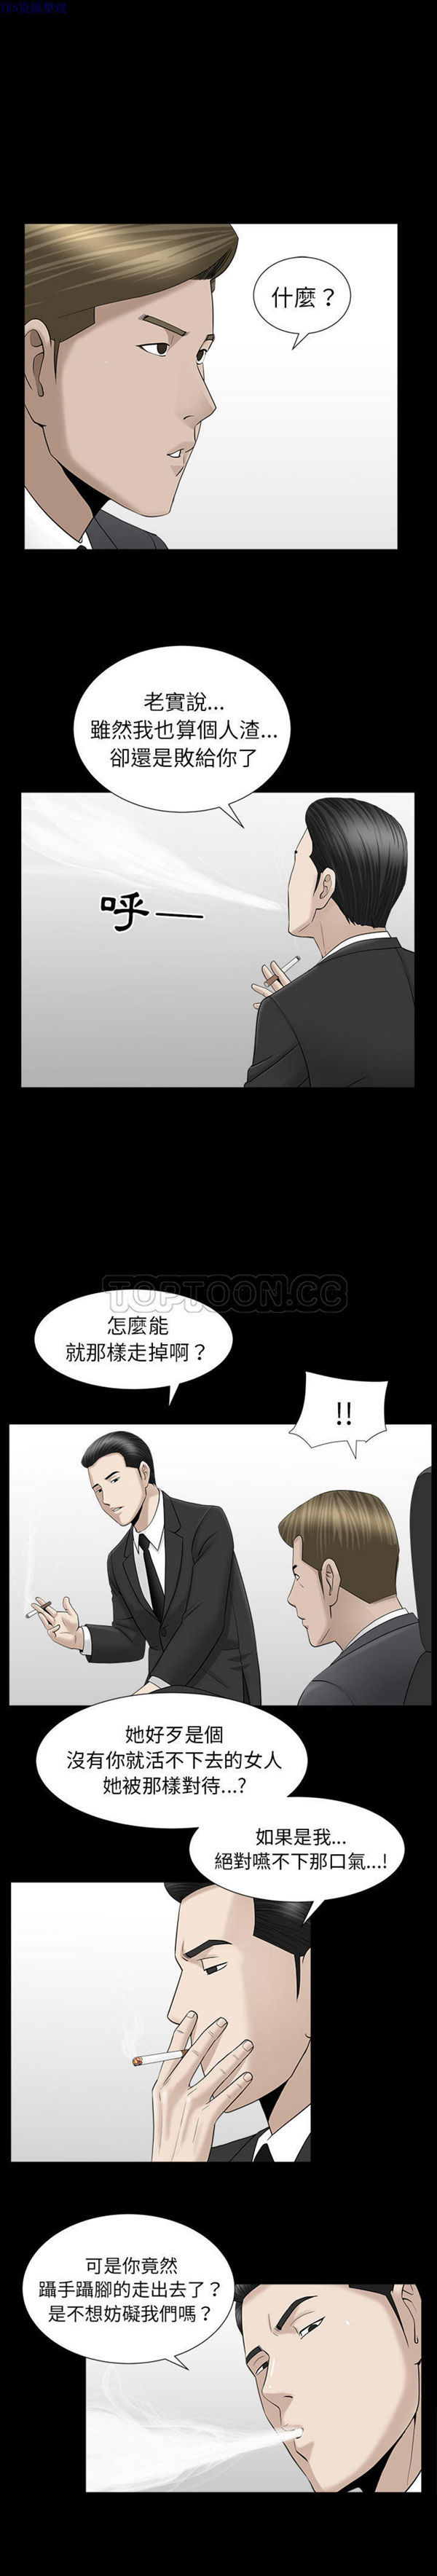 什麼？
老實說...
雖然我也算個人渣...
卻還是敗給你了
呼—
TOPTOON.CC
怎麼能
就那樣走掉啊？
!!
她好歹是個
沒有你就活不下去的女人
她被那樣對待...?
如果是我...
絕對嚥不下那口氣...!
可是你竟然
躡手躡腳的走出去了？
是不想妨礙我們嗎？